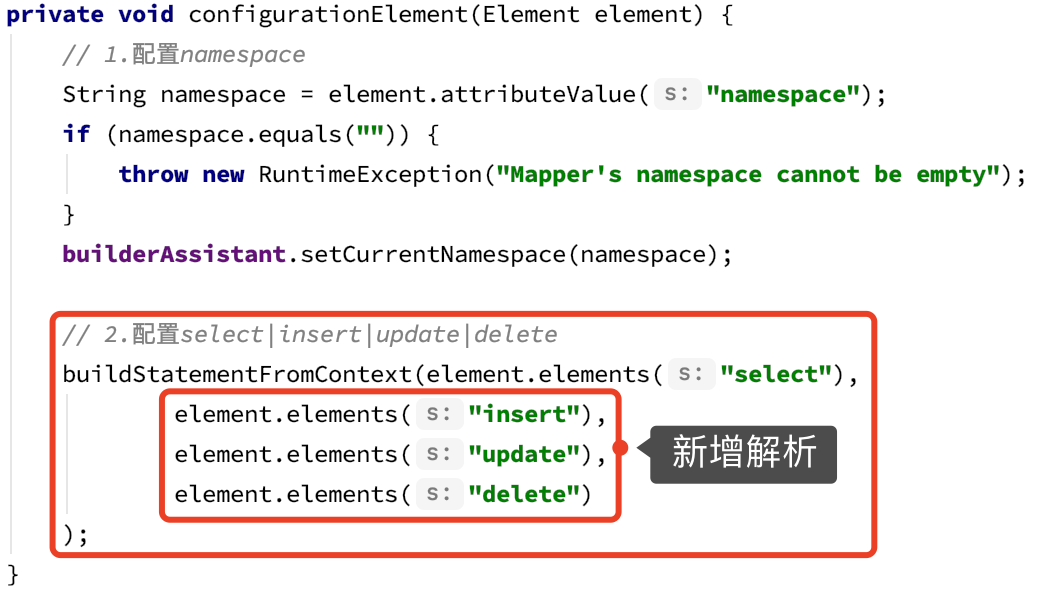 private void configurationElement(Element element) {
// 1.配置namespace
String namespace = element.attributeValue( s: "namespace");
if (namespace.equals("")) {
throw new RuntimeException("Mapper's namespace cannot be empty");
}
builderAssistant.setCurrentNamespace(namespace);
// 2.配置select|insert|update|delete
buildStatementFromContext(element.elements( s: "select"),
element.elements( s: "insert"),
element.elements( s: "update"),
新增解析
element.elements( s: "delete")
);
}